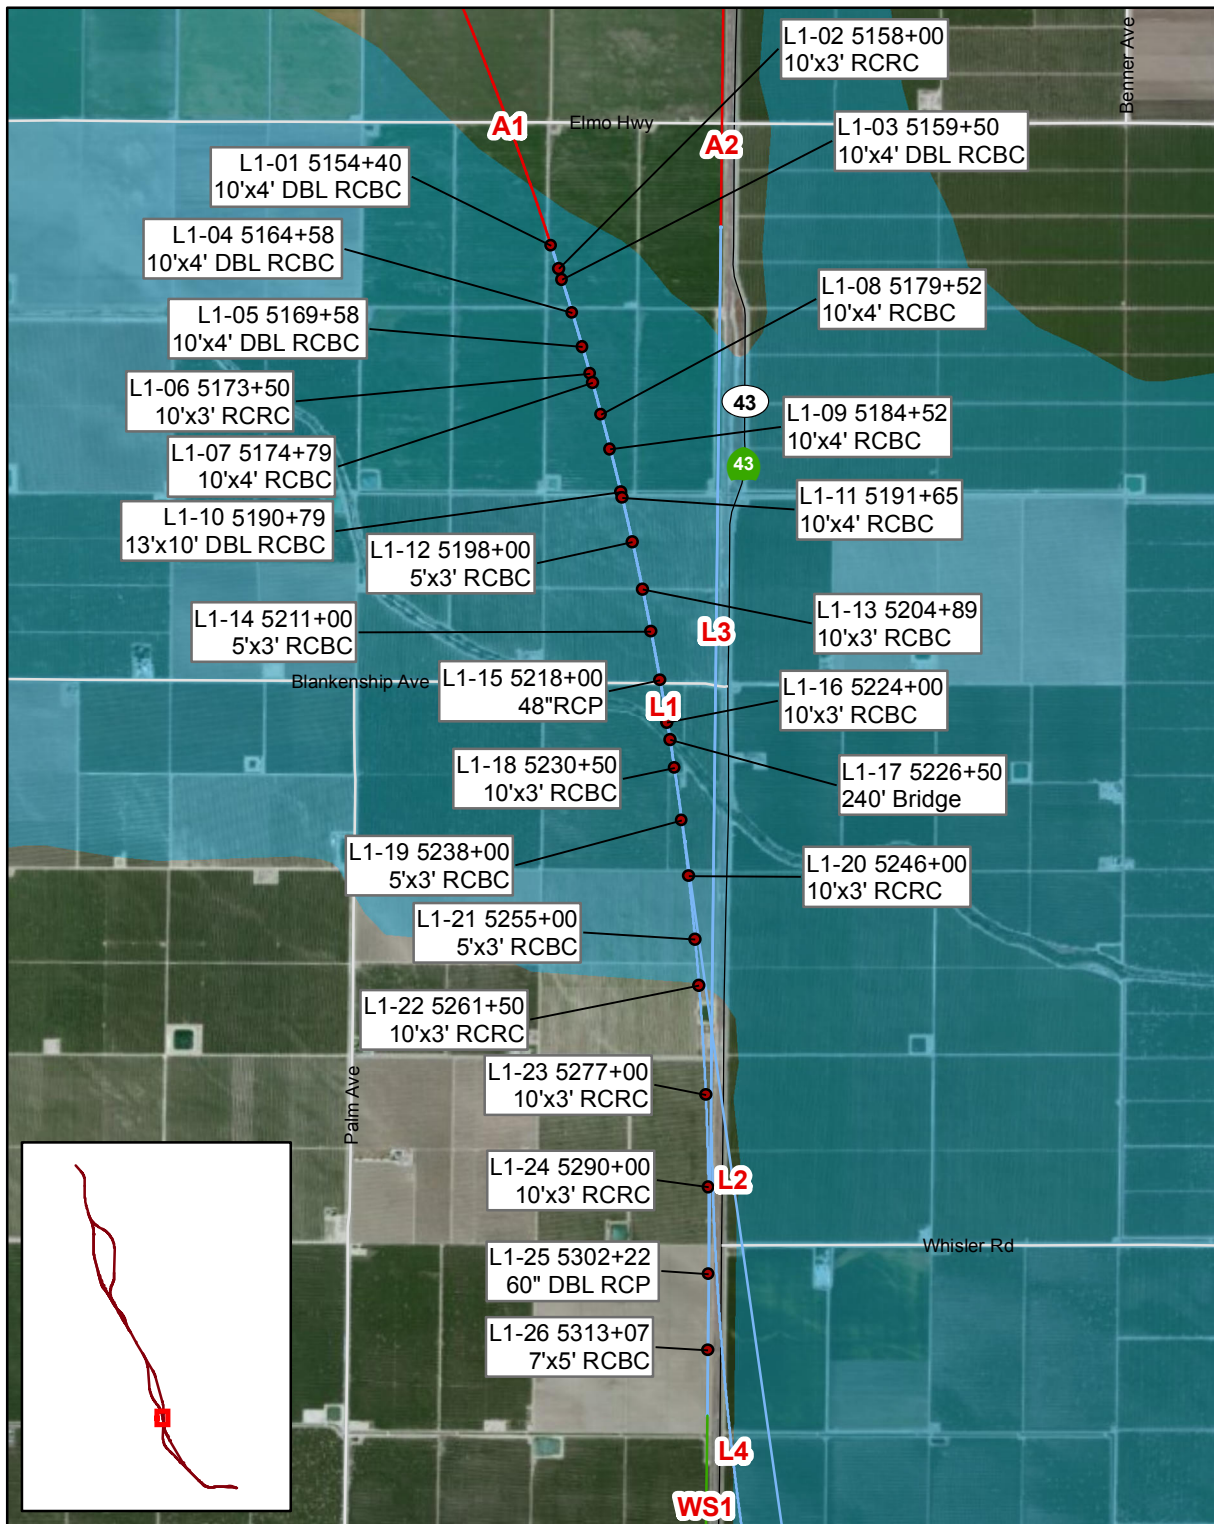 L1-02 5158+00
10'x3' RCRC
Benner Ave
A1
Elmo Hwy
A2
L1-03 5159+50
10'x4' DBL RCBC
L1-01 5154+40
10'x4' DBL RCBC
L1-04 5164+58
10'x4' DBL RCBC
L1-08 5179+52
10'x4' RCBC
L1-05 5169+58
10'x4' DBL RCBC
L1-06 5173+50
10'x3' RCRC
43
L1-09 5184+52
10'x4' RCBC
L1-07 5174+79
10'x4' RCBC
43
L1-11 5191+65
10'x4' RCBC
L1-10 5190+79
13'x10' DBL RCBC
L1-12 5198+00
5'x3' RCBC
L1-13 5204+89
10'x3' RCBC
L1-14 5211+00
5'x3' RCBC
L3
Blankenship Ave
L1-15 5218+00
48"RCP
L1
L1-16 5224+00
10'x3' RCBC
L1-17 5226+50
240' Bridge
L1-18 5230+50
10'x3' RCBC
L1-19 5238+00
5'x3' RCBC
L1-20 5246+00
10'x3' RCRC
L1-21 5255+00
5'x3' RCBC
L1-22 5261+50
10'x3' RCRC
L1-23 5277+00
10'x3' RCRC
Palm Ave
L1-24 5290+00
10'x3' RCRC
L2
Whisler Rd
L1-25 5302+22
60" DBL RCP
L1-26 5313+07
7'x5' RCBC
L4
WS1